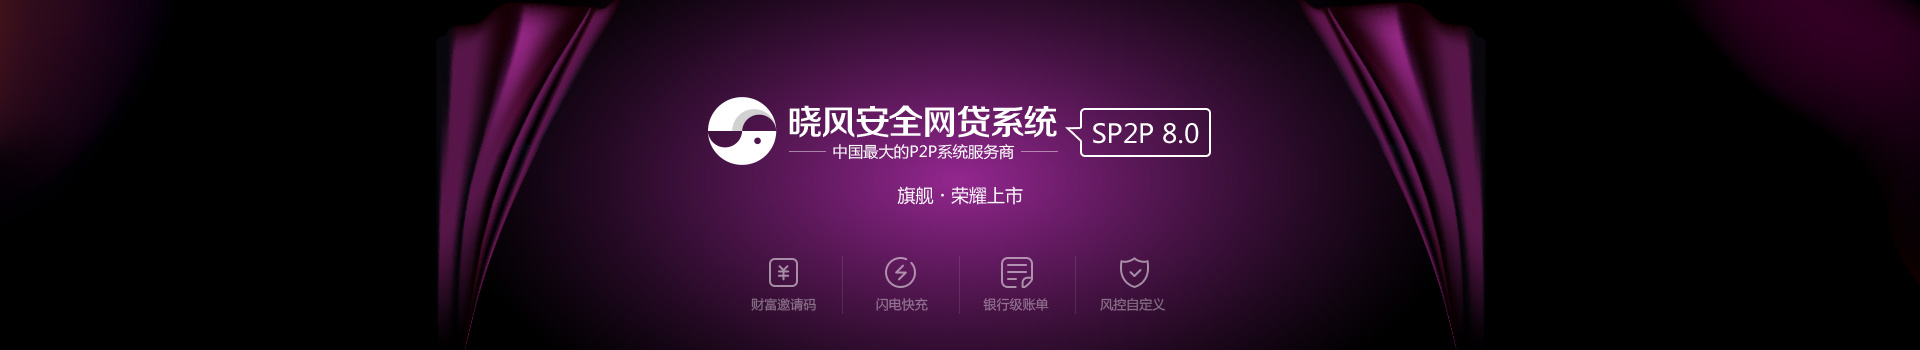 晓风安全网贷系统
SP2P 8.0
中国最大的P2P系统服务商
旗舰·荣耀上市
财富邀请码
闪电快充
银行级账单
风控自定义